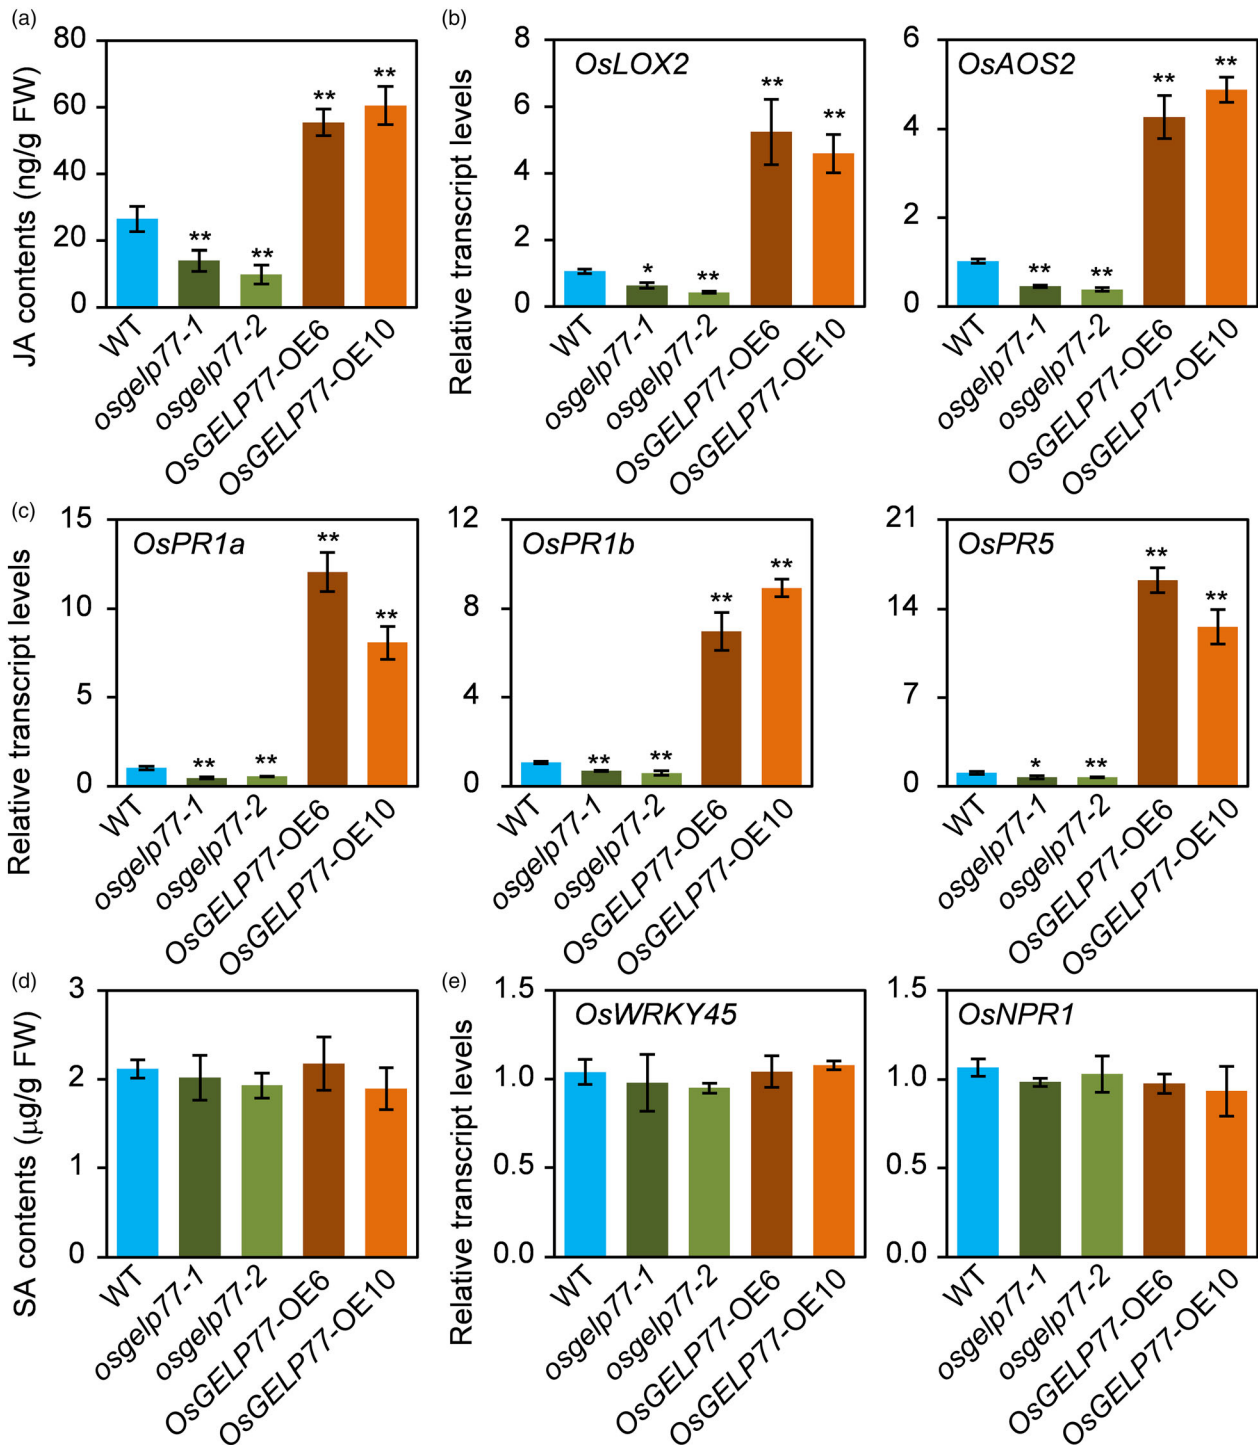 (a)
JA contents (ng/g FW)
80
60
40
20
0
**
**
**
**
WT
osgelp77-1
osgelp77-2
OsGELP77-OE6
OsGELP77-OE10
(b)
Relative transcript levels
OsLOX2
8
6
4
2
0
*
**
**
**
WT
osgelp77-1
osgelp77-2
OsGELP77-OE6
OsGELP77-OE10
OsAOS2
6
4
2
0
**
**
**
**
WT
osgelp77-1
osgelp77-2
OsGELP77-OE6
OsGELP77-OE10
(c)
Relative transcript levels
OsPR1a
15
10
5
0
**
**
**
**
WT
osgelp77-1
osgelp77-2
OsGELP77-OE6
OsGELP77-OE10
OsPR1b
12
8
4
0
**
**
**
**
WT
osgelp77-1
osgelp77-2
OsGELP77-OE6
OsGELP77-OE10
OsPR5
21
14
7
0
*
**
**
**
WT
osgelp77-1
osgelp77-2
OsGELP77-OE6
OsGELP77-OE10
(d)
SA contents (μg/g FW)
3
2
1
0
WT
osgelp77-1
osgelp77-2
OsGELP77-OE6
OsGELP77-OE10
(e)
Relative transcript levels
OsWRKY45
1.5
1.0
0.5
0.0
WT
osgelp77-1
osgelp77-2
OsGELP77-OE6
OsGELP77-OE10
OsNPR1
1.5
1.0
0.5
0.0
WT
osgelp77-1
osgelp77-2
OsGELP77-OE6
OsGELP77-OE10